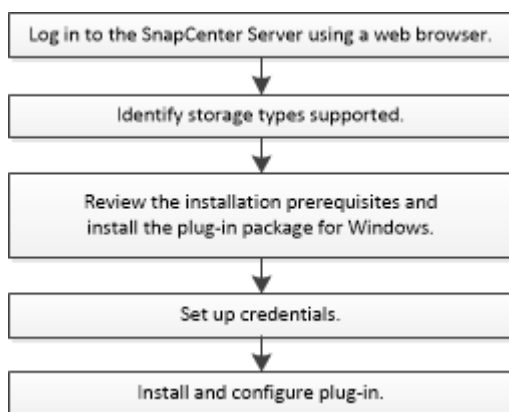 Log in to the SnapCenter Server using a web browser.
Identify storage types supported.
Review the installation prerequisites and
install the plug-in package for Windows.
Set up credentials.
Install and configure plug-in.